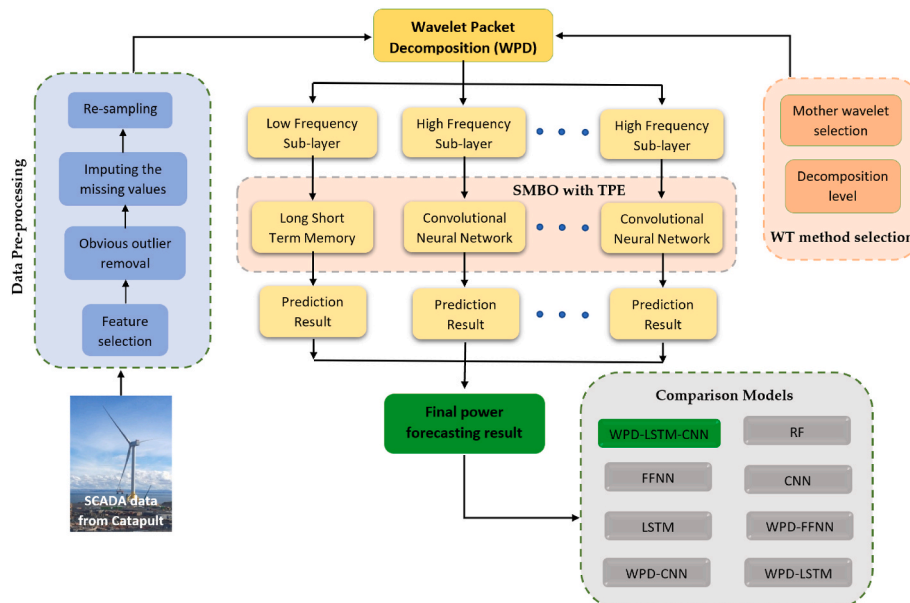 Wavelet Packet
Decomposition (WPD)
Data Pre-processing
Re-sampling
Imputing the
missing values
Obvious outlier
removal
Feature
selection
SCADA data
from Catapult
Low Frequency
Sub-layer
High Frequency
Sub-layer
High Frequency
Sub-layer
SMBO with TPE
Long Short
Term Memory
Convolutional
Neural Network
Convolutional
Neural Network
Prediction
Result
Prediction
Result
Prediction
Result
Mother wavelet
selection
Decomposition
level
WT method selection
Final power
forecasting result
Comparison Models
WPD-LSTM-CNN
RF
FFNN
CNN
LSTM
WPD-FFNN
WPD-CNN
WPD-LSTM